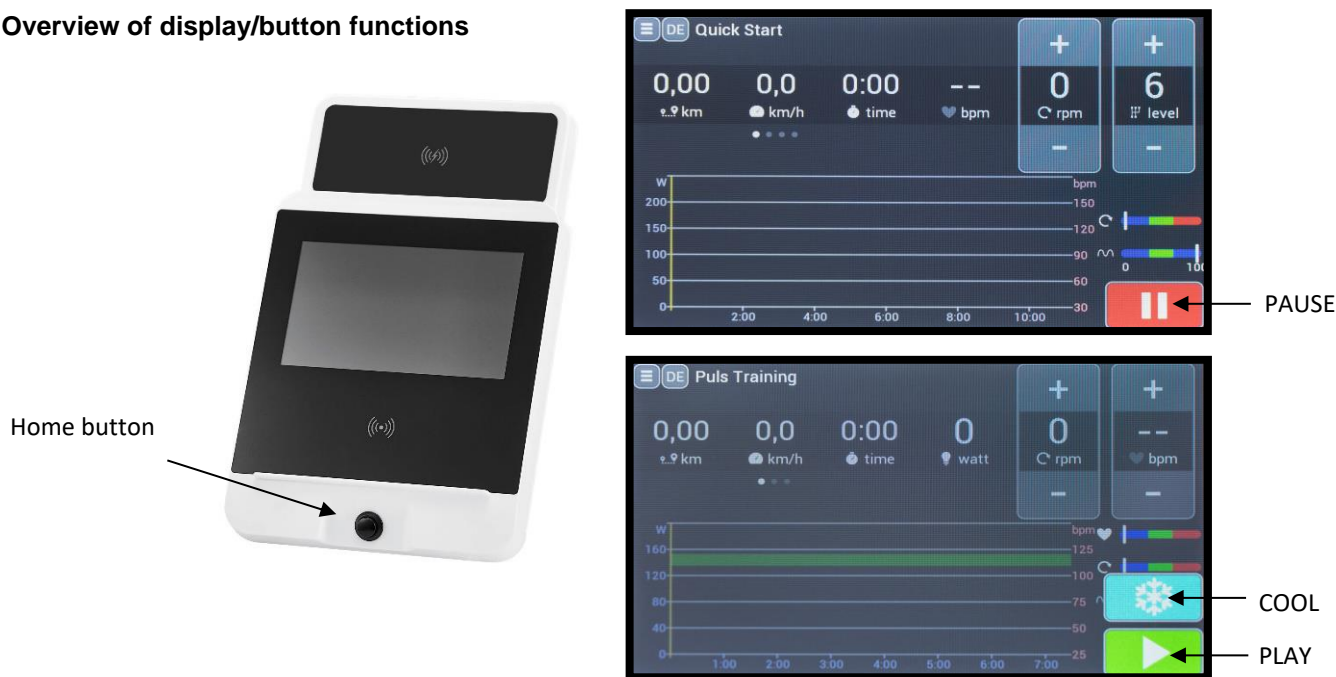 Overview of display/button functions
DE Quick Start
0,00 0,0 0:00 -- 0 6
km km/h time bpm rpm level
+ +
- -
W bpm
200 150
150 120
100 90
50 60
0 30
2:00 4:00 6:00 8:00 10:00
0 100
PAUSE
Home button
DE Puls Training
0,00 0,0 0:00 0 0 --
km km/h time watt rpm bpm
+ +
- -
W bpm
160 125
120 100
80 75
40 50
0 25
1:00 2:00 3:00 4:00 5:00 6:00 7:00
COOL
PLAY